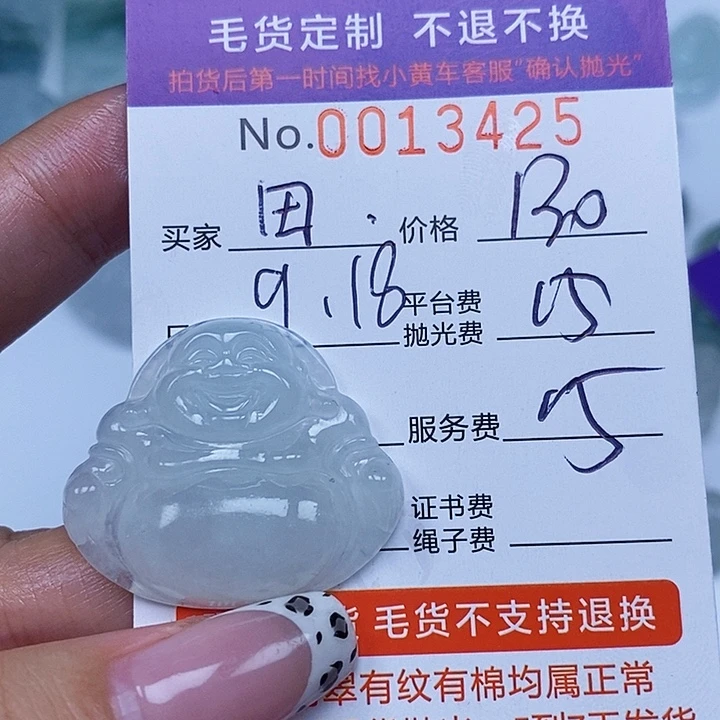 毛货定制 不退不换
拍货后第一时间找小黄车客服“确认抛光”
No.0013425
买家 田. 价格 130
9.18
平台费
抛光费 15
服务费 15
证书费
绳子费
毛货不支持退换
翠有纹有棉均属正常